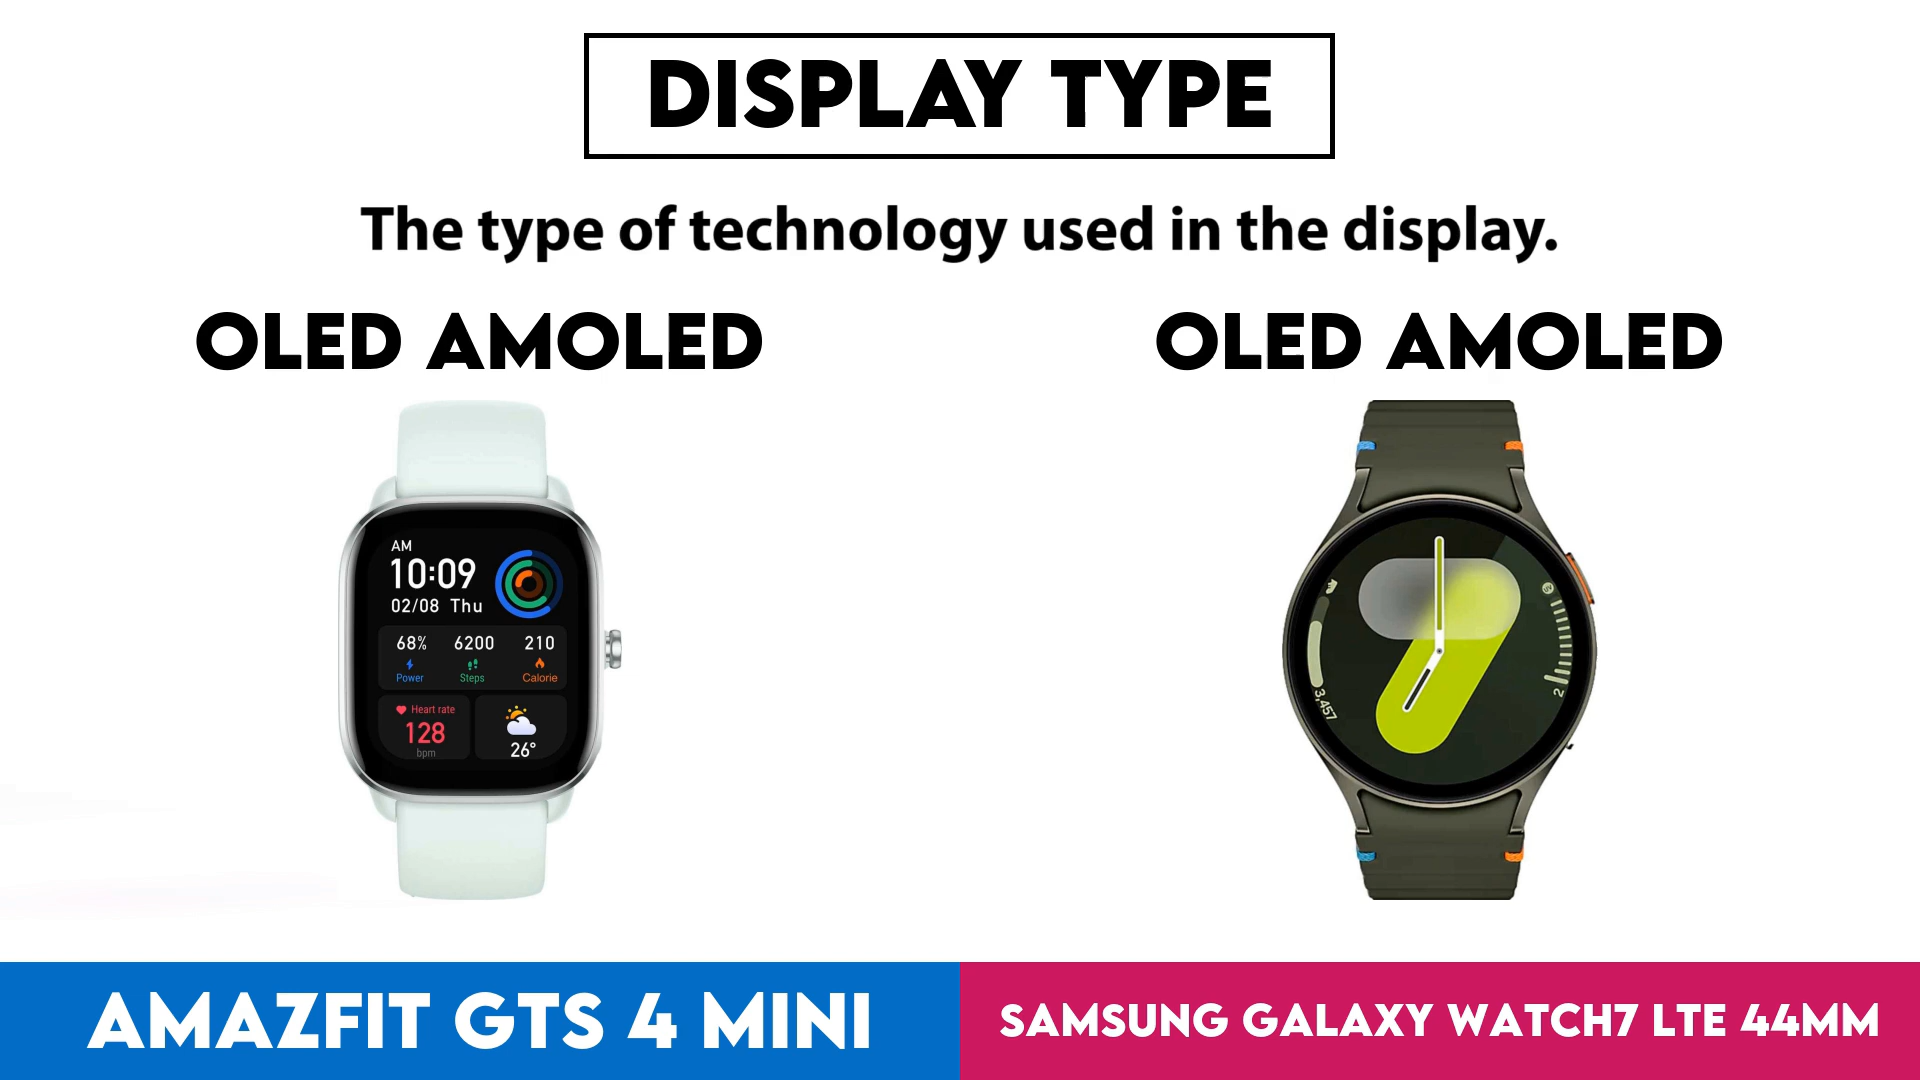 DISPLAY TYPE
The type of technology used in the display.
OLED AMOLED
OLED AMOLED
AM
10:09
02/08 Thu
68% 6200 210
Power Steps Calorie
Heart rate
128
bpm
26°
3,457
2
AMAZFIT GTS 4 MINI
SAMSUNG GALAXY WATCH7 LTE 44MM